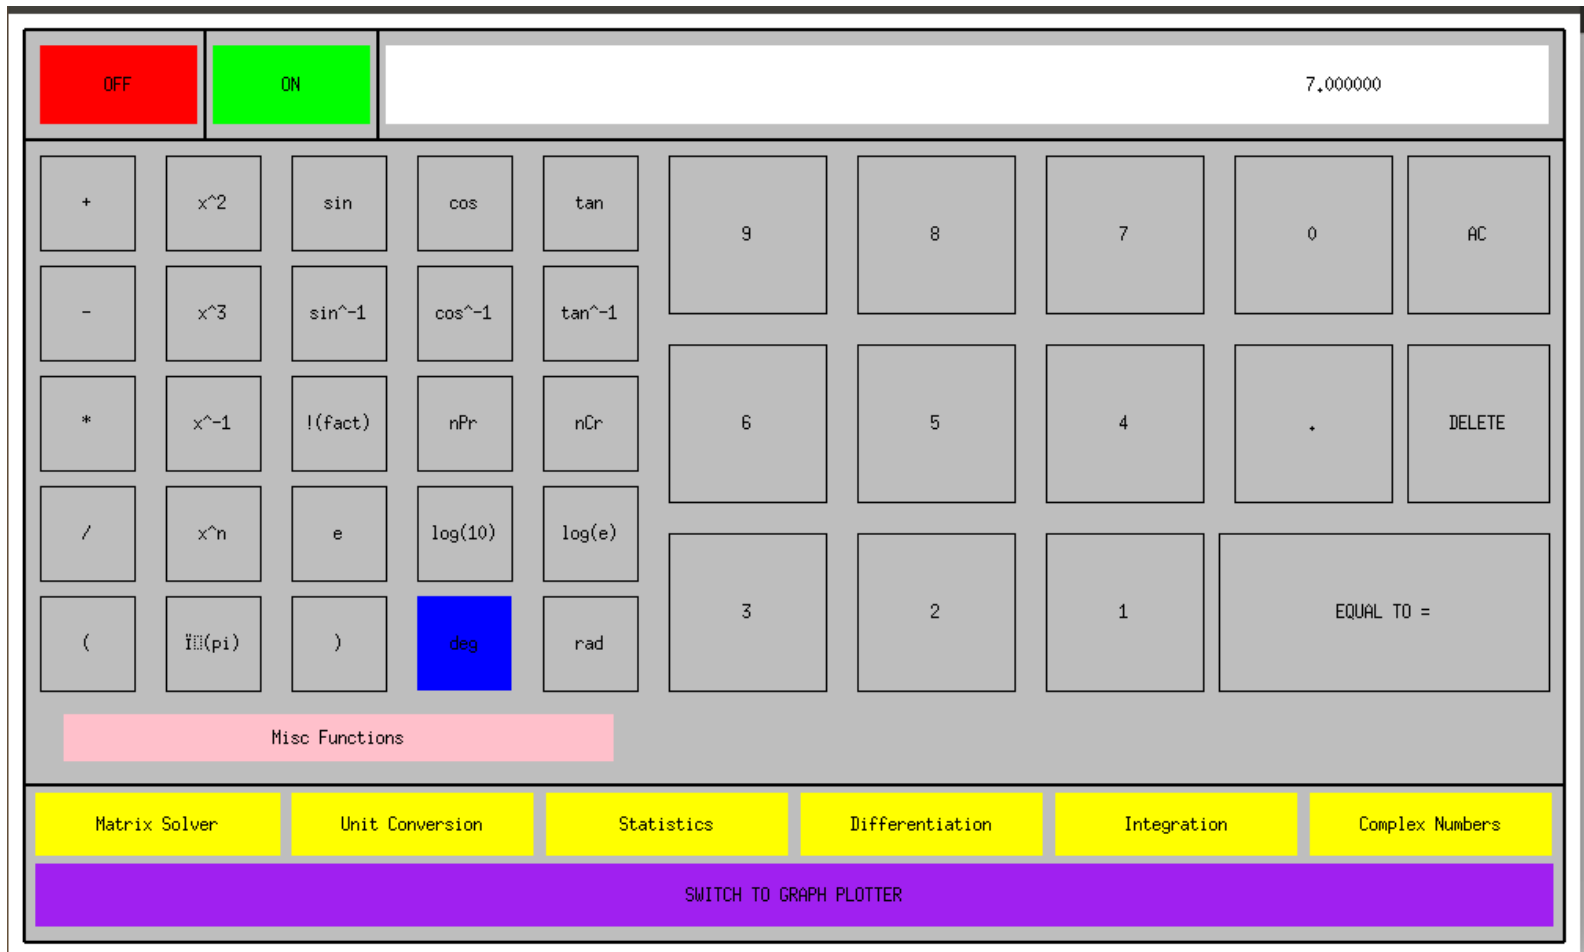 OFF ON 7.000000
+ x^2 sin cos tan
9 8 7 0 AC
- x^3 sin^-1 cos^-1 tan^-1
* x^-1 !(fact) nPr nCr
6 5 4 . DELETE
/ x^n e log(10) log(e)
3 2 1 EQUAL TO =
( Ï(pi) ) deg rad
Misc Functions
Matrix Solver Unit Conversion Statistics Differentiation Integration Complex Numbers
SWITCH TO GRAPH PLOTTER